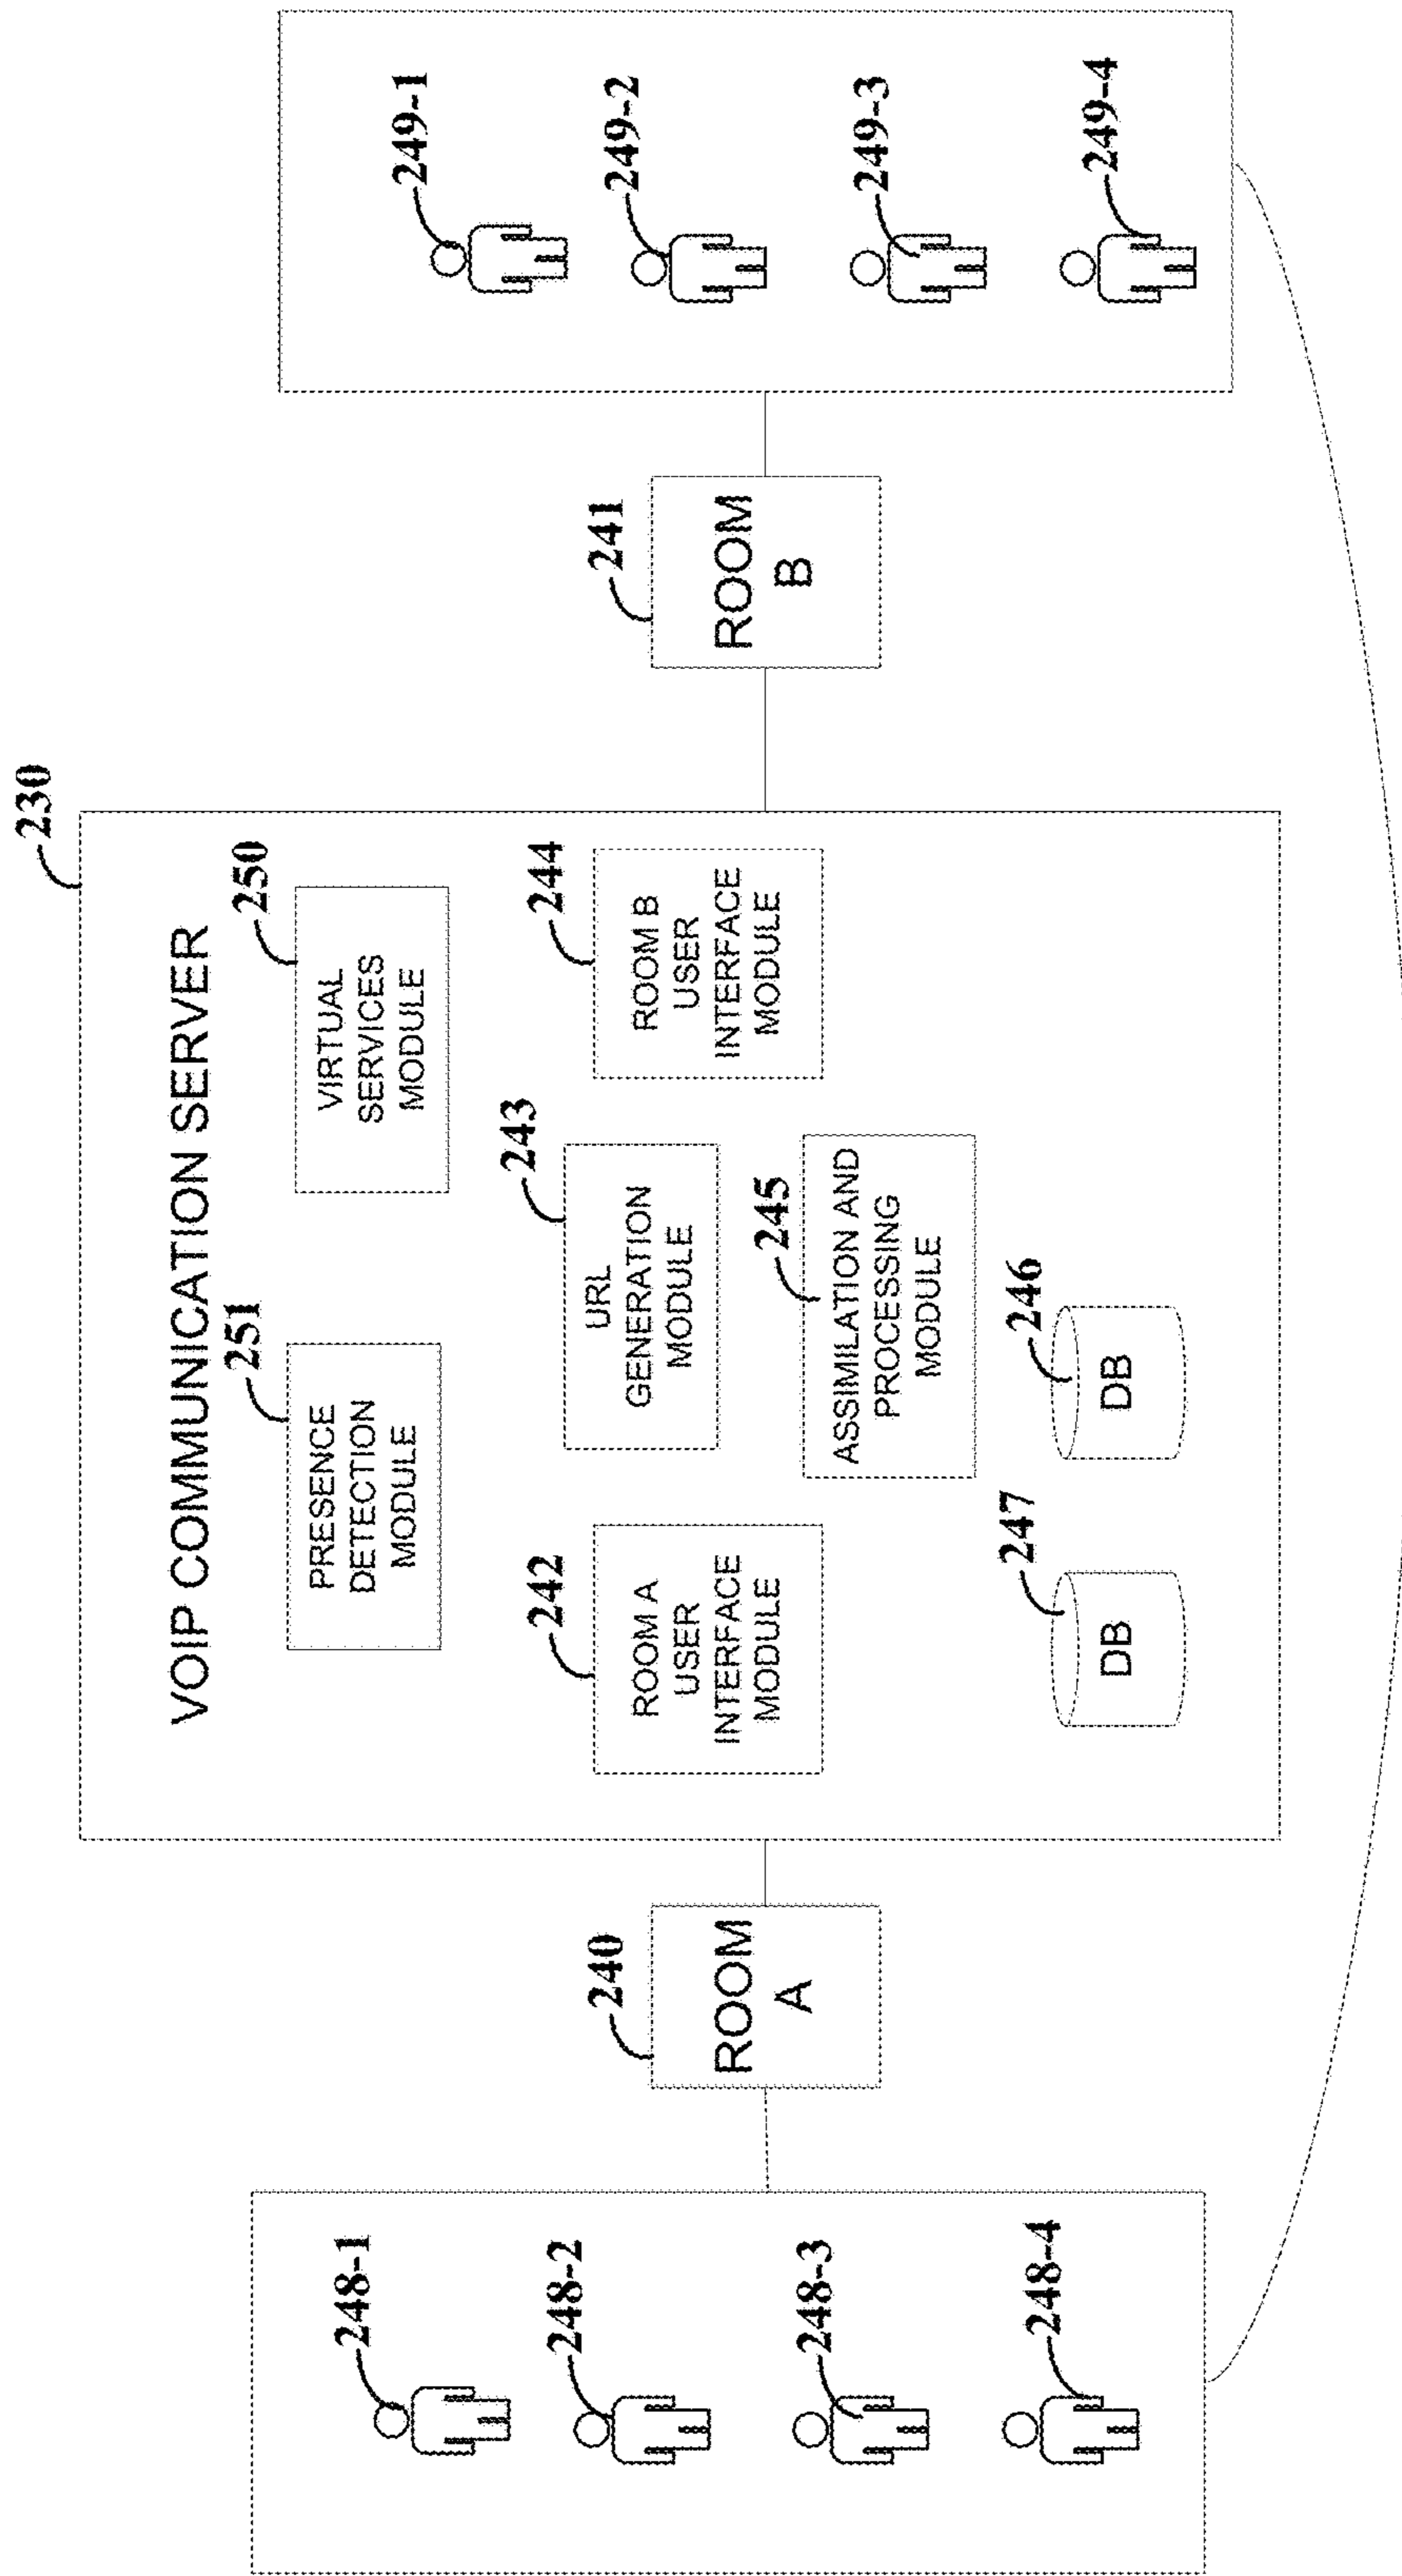 230
VOIP COMMUNICATION SERVER
251
PRESENCE
DETECTION
MODULE
250
VIRTUAL
SERVICES
MODULE
248-1
248-2
248-3
248-4
240
ROOM
A
242
ROOM A
USER
INTERFACE
MODULE
243
URL
GENERATION
MODULE
244
ROOM B
USER
INTERFACE
MODULE
245
ASSIMILATION AND
PROCESSING
MODULE
247
DB
246
DB
241
ROOM
B
249-1
249-2
249-3
249-4